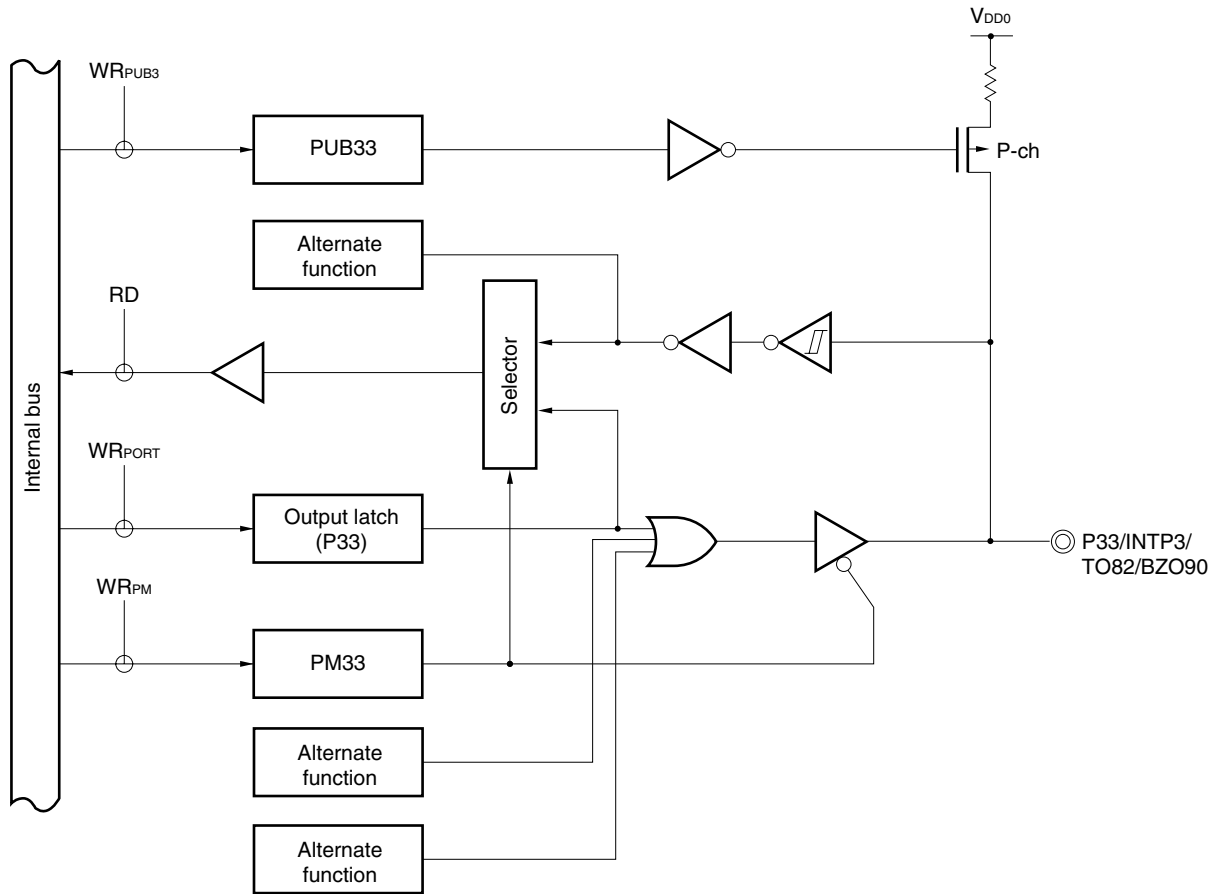 VDD0
WRPUB3
PUB33
P-ch
Alternate
function
RD
Selector
Internal bus
WRPORT
Output latch
(P33)
P33/INTP3/
TO82/BZO90
WRPM
PM33
Alternate
function
Alternate
function